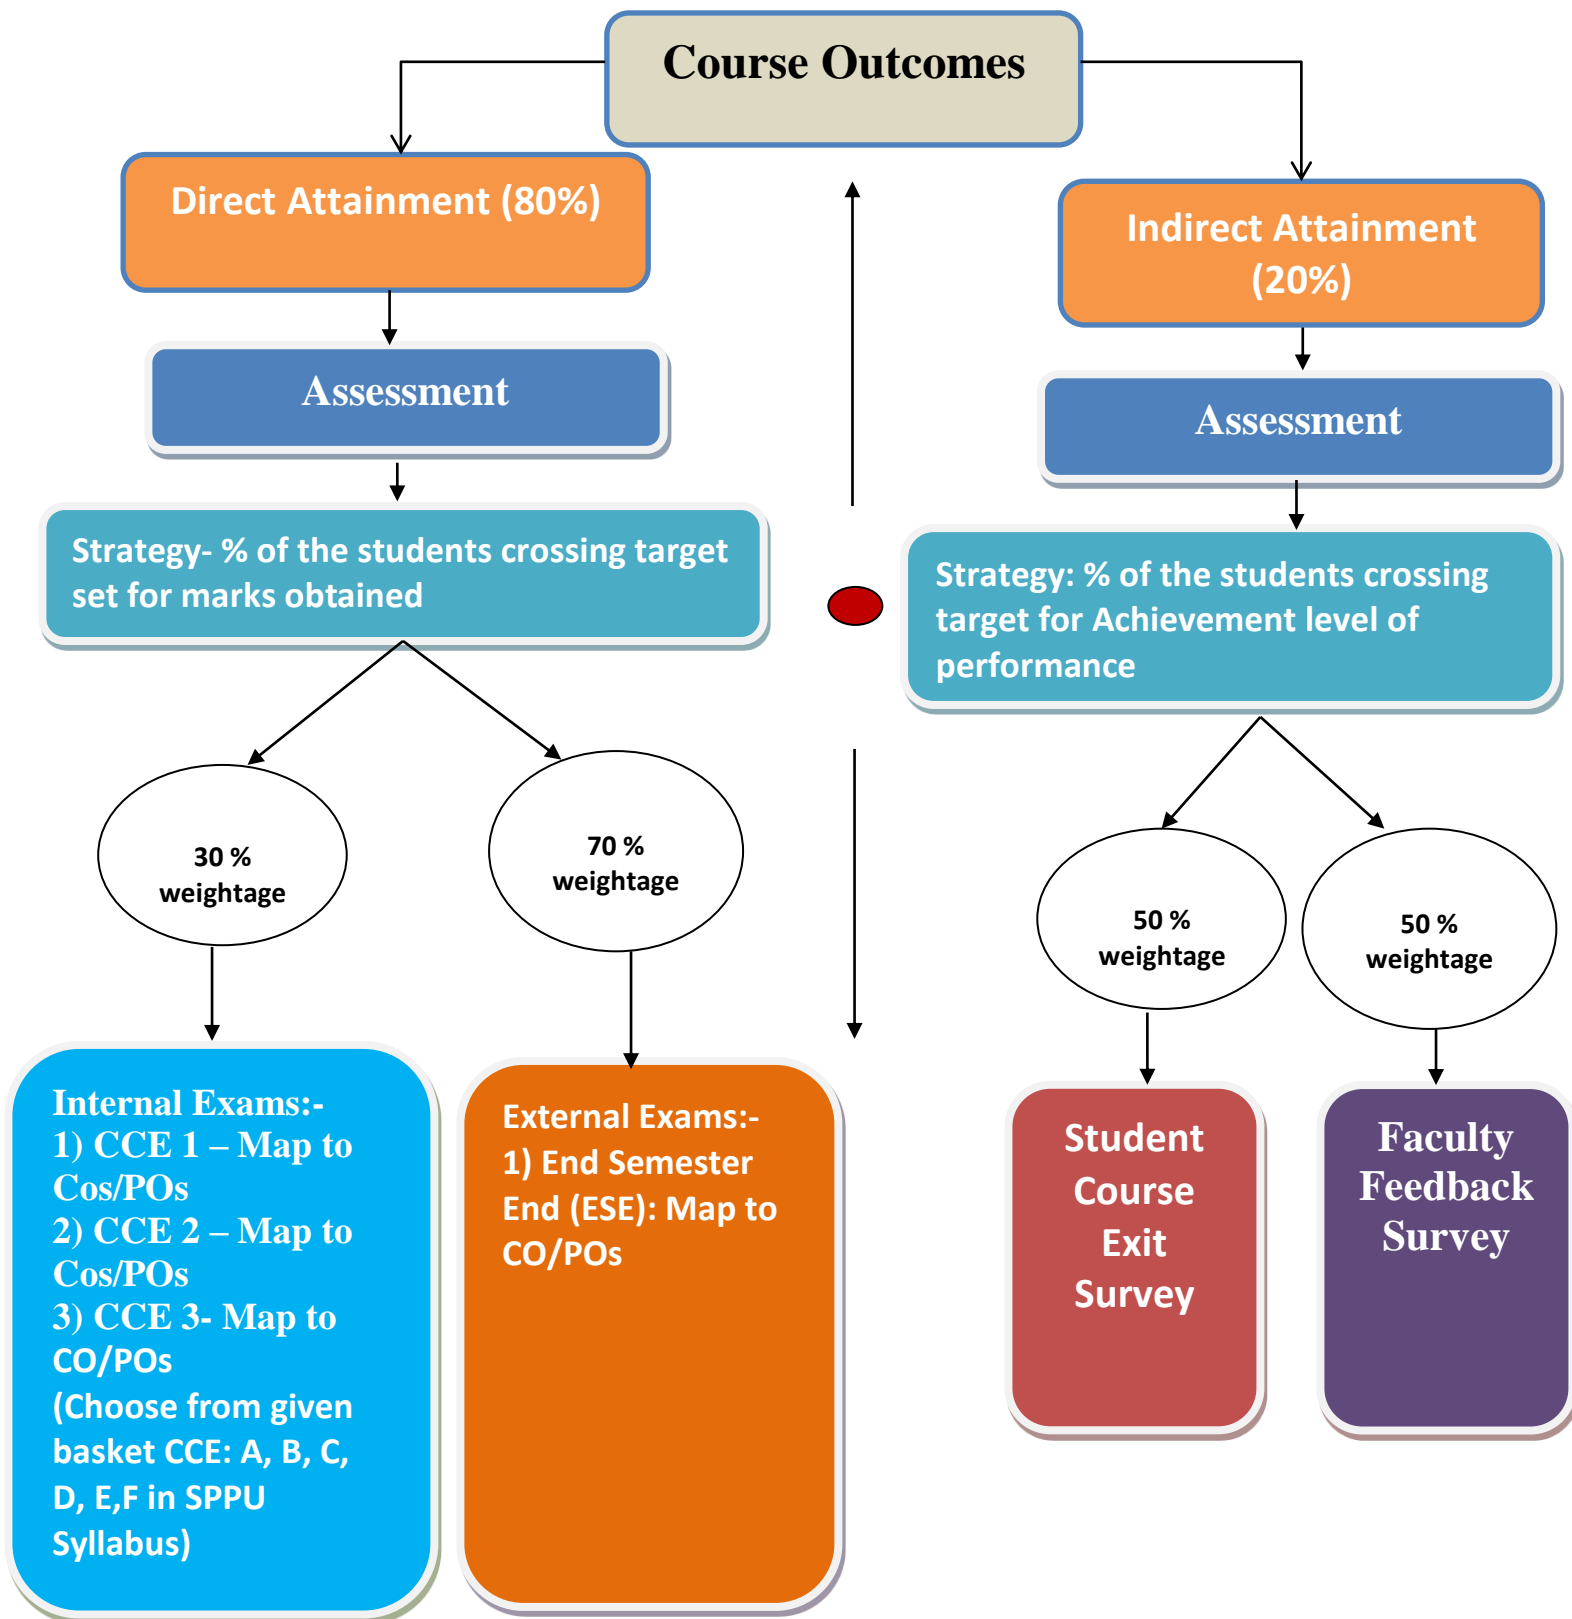 Course Outcomes
Direct Attainment (80%)
Indirect Attainment
(20%)
Assessment
Assessment
Strategy- % of the students crossing target
set for marks obtained
Strategy: % of the students crossing
target for Achievement level of
performance
30 %
weightage
70 %
weightage
50 %
weightage
50 %
weightage
Internal Exams:-
1) CCE 1 – Map to
Cos/POs
2) CCE 2 – Map to
Cos/POs
3) CCE 3- Map to
CO/POs
(Choose from given
basket CCE: A, B, C,
D, E,F in SPPU
Syllabus)
External Exams:-
1) End Semester
End (ESE): Map to
CO/POs
Student
Course
Exit
Survey
Faculty
Feedback
Survey